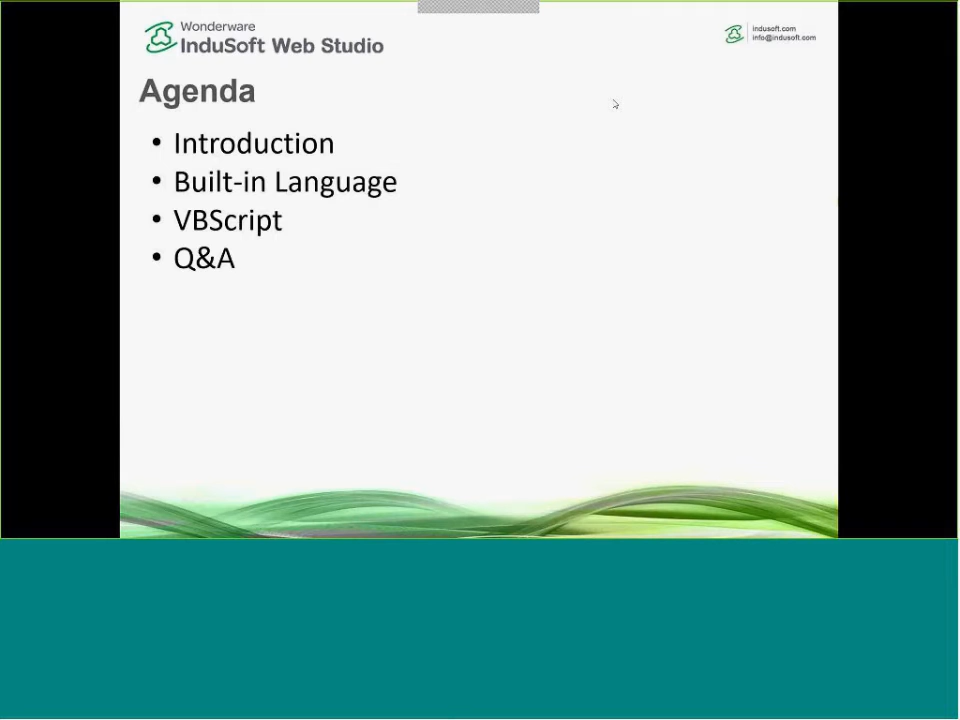 Wonderware
InduSoft Web Studio
indusoft.com
info@indusoft.com
Agenda
• Introduction
• Built-in Language
• VBScript
• Q&A